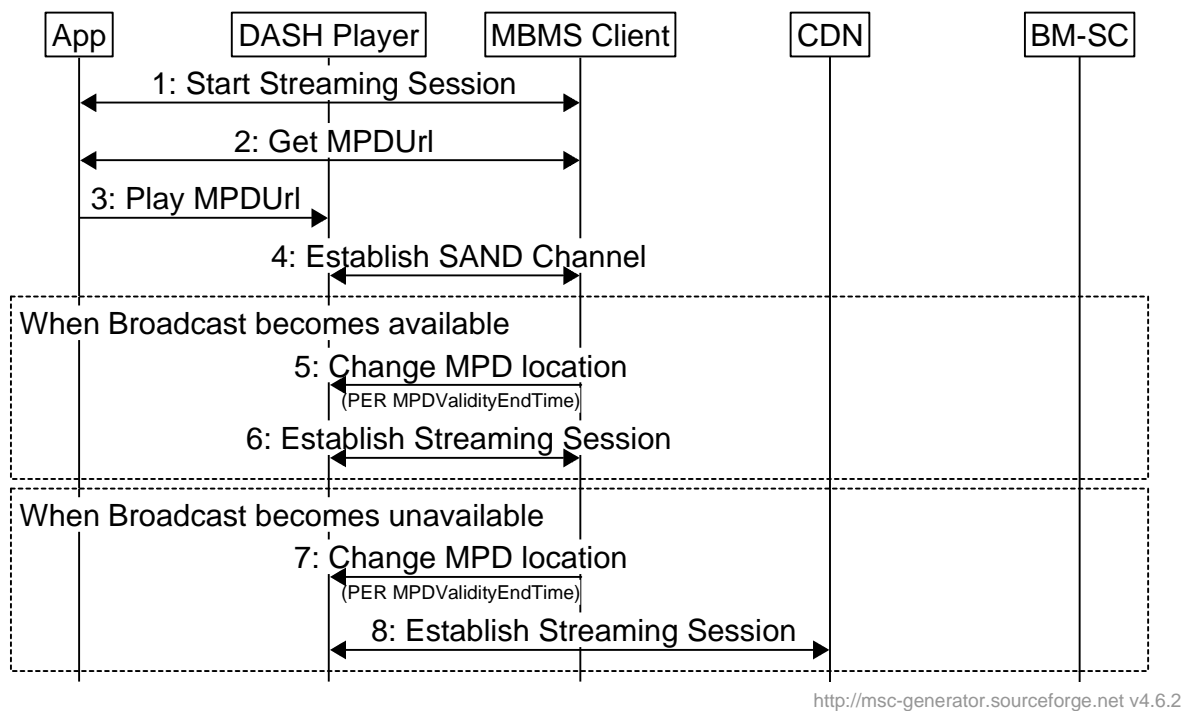 App
DASH Player
MBMS Client
CDN
BM-SC
1: Start Streaming Session
2: Get MPDUrl
3: Play MPDUrl
4: Establish SAND Channel
When Broadcast becomes available
5: Change MPD location
(PER MPDValidityEndTime)
6: Establish Streaming Session
When Broadcast becomes unavailable
7: Change MPD location
(PER MPDValidityEndTime)
8: Establish Streaming Session
http://msc-generator.sourceforge.net v4.6.2